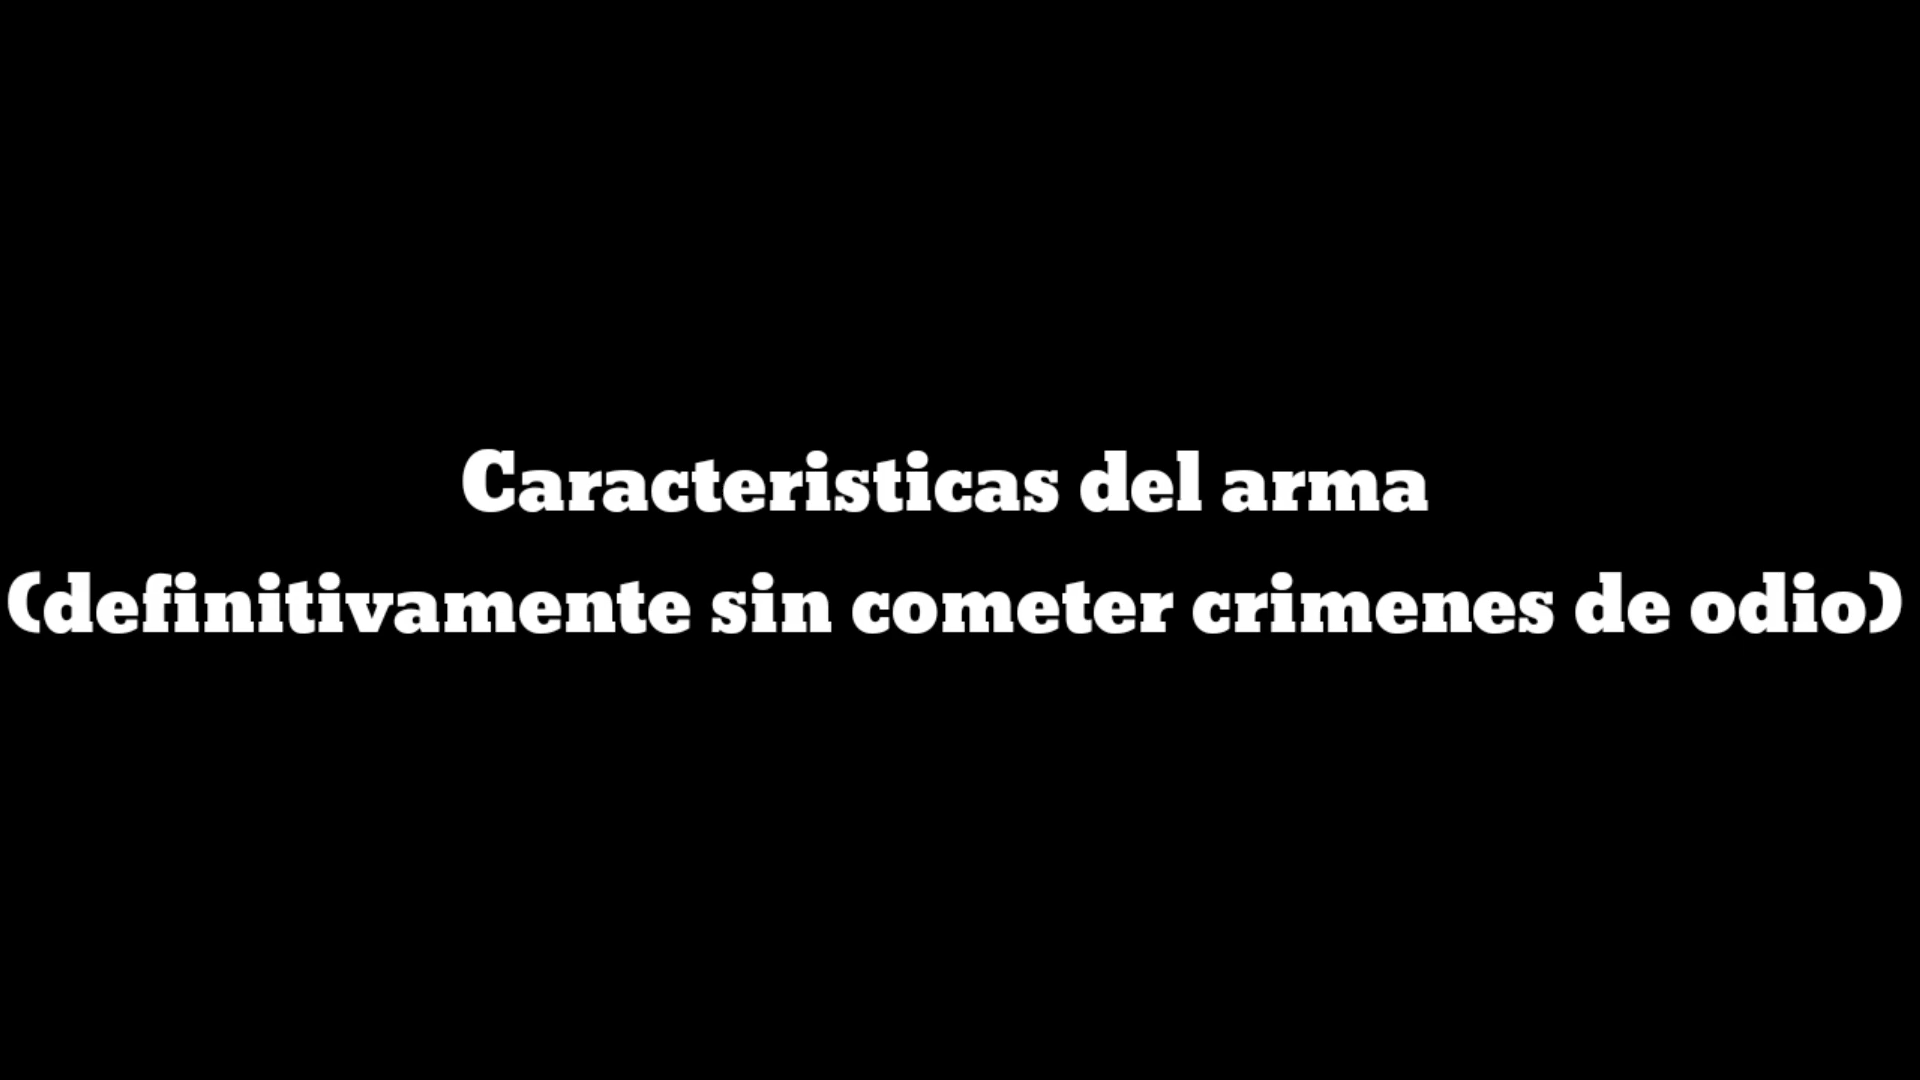 Caracteristicas del arma
(definitivamente sin cometer crimenes de odio)